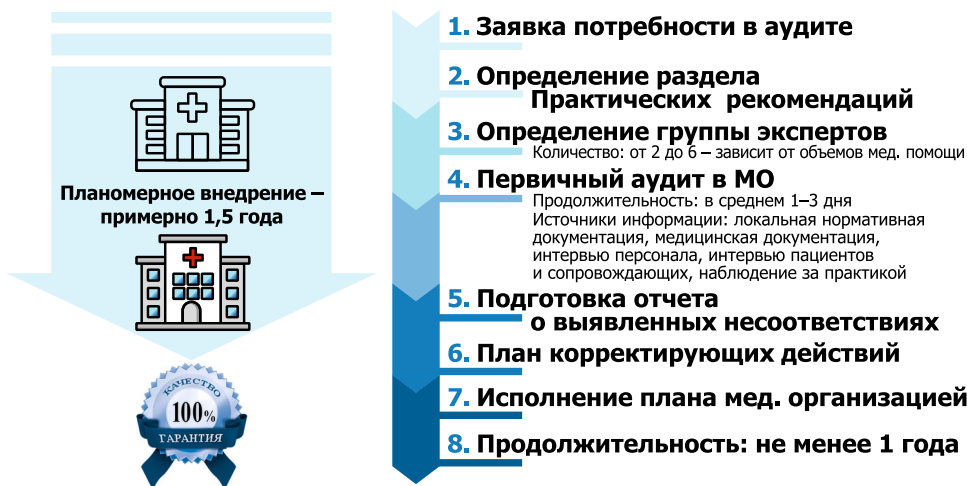 Планомерное внедрение –
примерно 1,5 года
КАЧЕСТВО
100%
ГАРАНТИЯ
1. Заявка потребности в аудите
2. Определение раздела
Практических рекомендаций
3. Определение группы экспертов
Количество: от 2 до 6 – зависит от объемов мед. помощи
4. Первичный аудит в МО
Продолжительность: в среднем 1–3 дня
Источники информации: локальная нормативная
документация, медицинская документация,
интервью персонала, интервью пациентов
и сопровождающих, наблюдение за практикой
5. Подготовка отчета
о выявленных несоответствиях
6. План корректирующих действий
7. Исполнение плана мед. организацией
8. Продолжительность: не менее 1 года